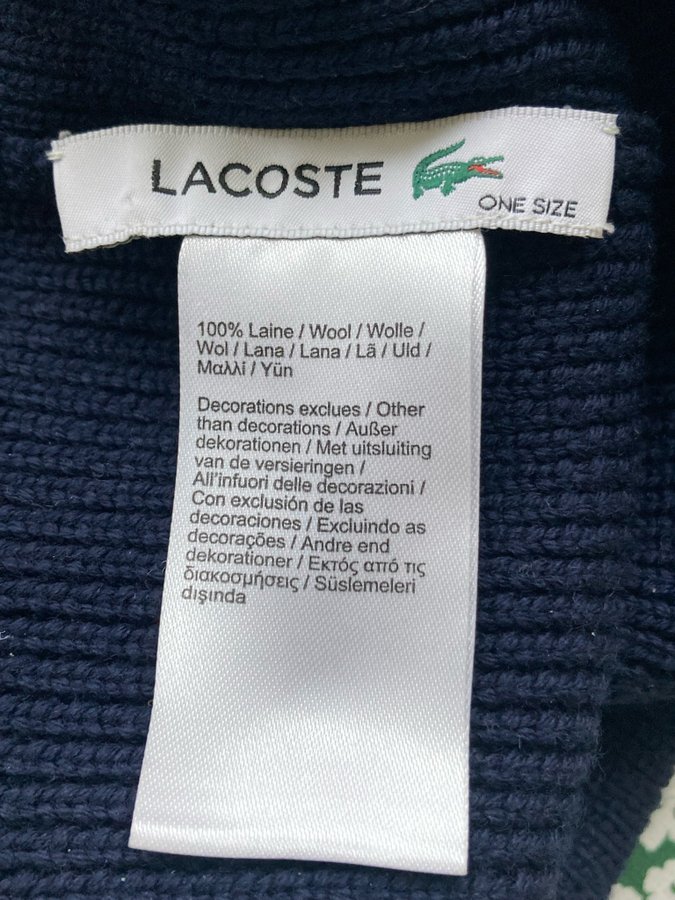 LACOSTE
ONE SIZE
100% Laine / Wool / Wolle /
Wol / Lana / Lana / Lã / Uld /
Μαλλί / Yün
Decorations exclues / Other
than decorations / Außer
dekorationen / Met uitsluiting
van de versieringen /
All'infuori delle decorazioni /
Con exclusión de las
decoraciones / Excluindo as
decorações / Andre end
dekorationer / Εκτός από τις
διακοσμήσεις / Süslemeleri
dışında